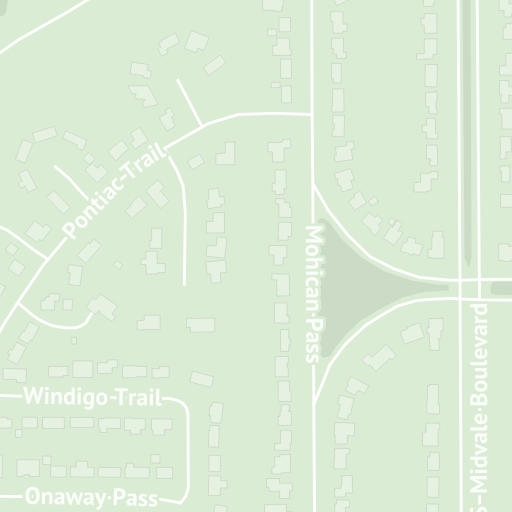 Pontiac-Trail
Mohican·Pass
S-Midvale·Boulevard
Windigo-Trail
Onaway·Pass